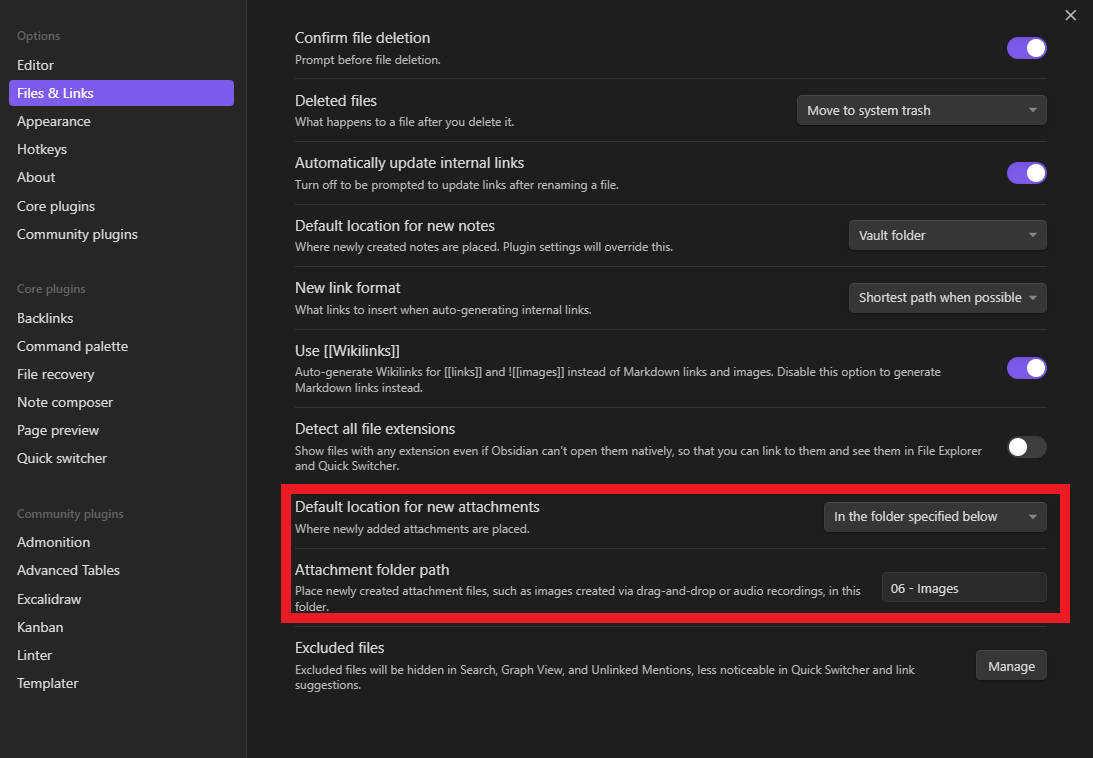 Options
Editor
Files & Links
Appearance
Hotkeys
About
Core plugins
Community plugins
Core plugins
Backlinks
Command palette
File recovery
Note composer
Page preview
Quick switcher
Community plugins
Admonition
Advanced Tables
Excalidraw
Kanban
Linter
Templater
Confirm file deletion
Prompt before file deletion.
Deleted files
What happens to a file after you delete it.
Move to system trash
Automatically update internal links
Turn off to be prompted to update links after renaming a file.
Default location for new notes
Where newly created notes are placed. Plugin settings will override this.
Vault folder
New link format
What links to insert when auto-generating internal links.
Shortest path when possible
Use [[Wikilinks]]
Auto-generate Wikilinks for [[links]] and ![[images]] instead of Markdown links and images. Disable this option to generate
Markdown links instead.
Detect all file extensions
Show files with any extension even if Obsidian can't open them natively, so that you can link to them and see them in File Explorer
and Quick Switcher.
Default location for new attachments
Where newly added attachments are placed.
In the folder specified below
Attachment folder path
Place newly created attachment files, such as images created via drag-and-drop or audio recordings, in this
folder.
06 - Images
Excluded files
Excluded files will be hidden in Search, Graph View, and Unlinked Mentions, less noticeable in Quick Switcher and link
suggestions.
Manage